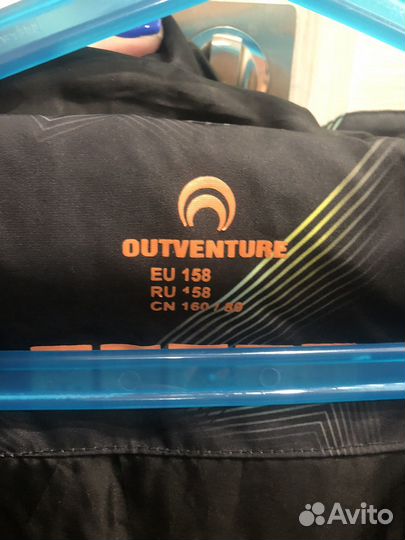 OUTVENTURE
EU 158
RU 158
CN 160 / 80
Avito